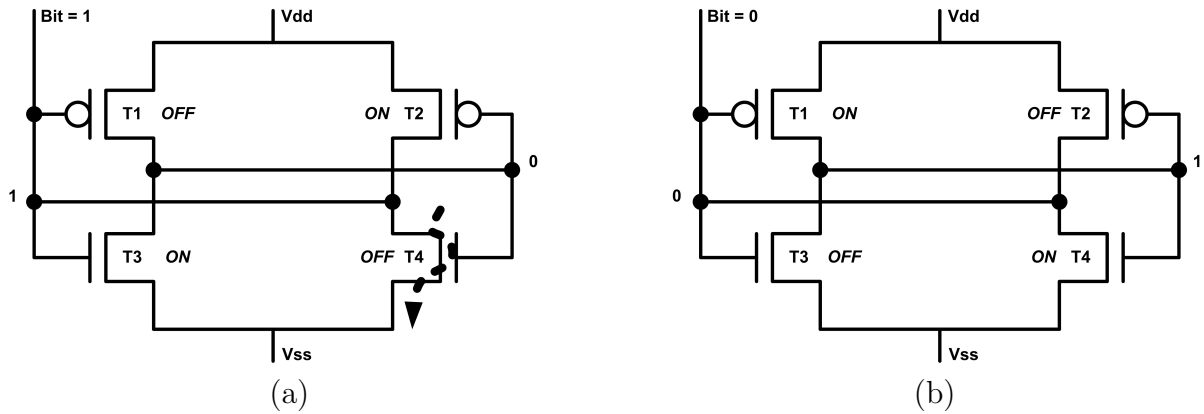 Bit = 1
Vdd
T1 OFF
ON T2
0
1
T3 ON
OFF T4
Vss
(a)
Bit = 0
Vdd
T1 ON
OFF T2
1
0
T3 OFF
ON T4
Vss
(b)